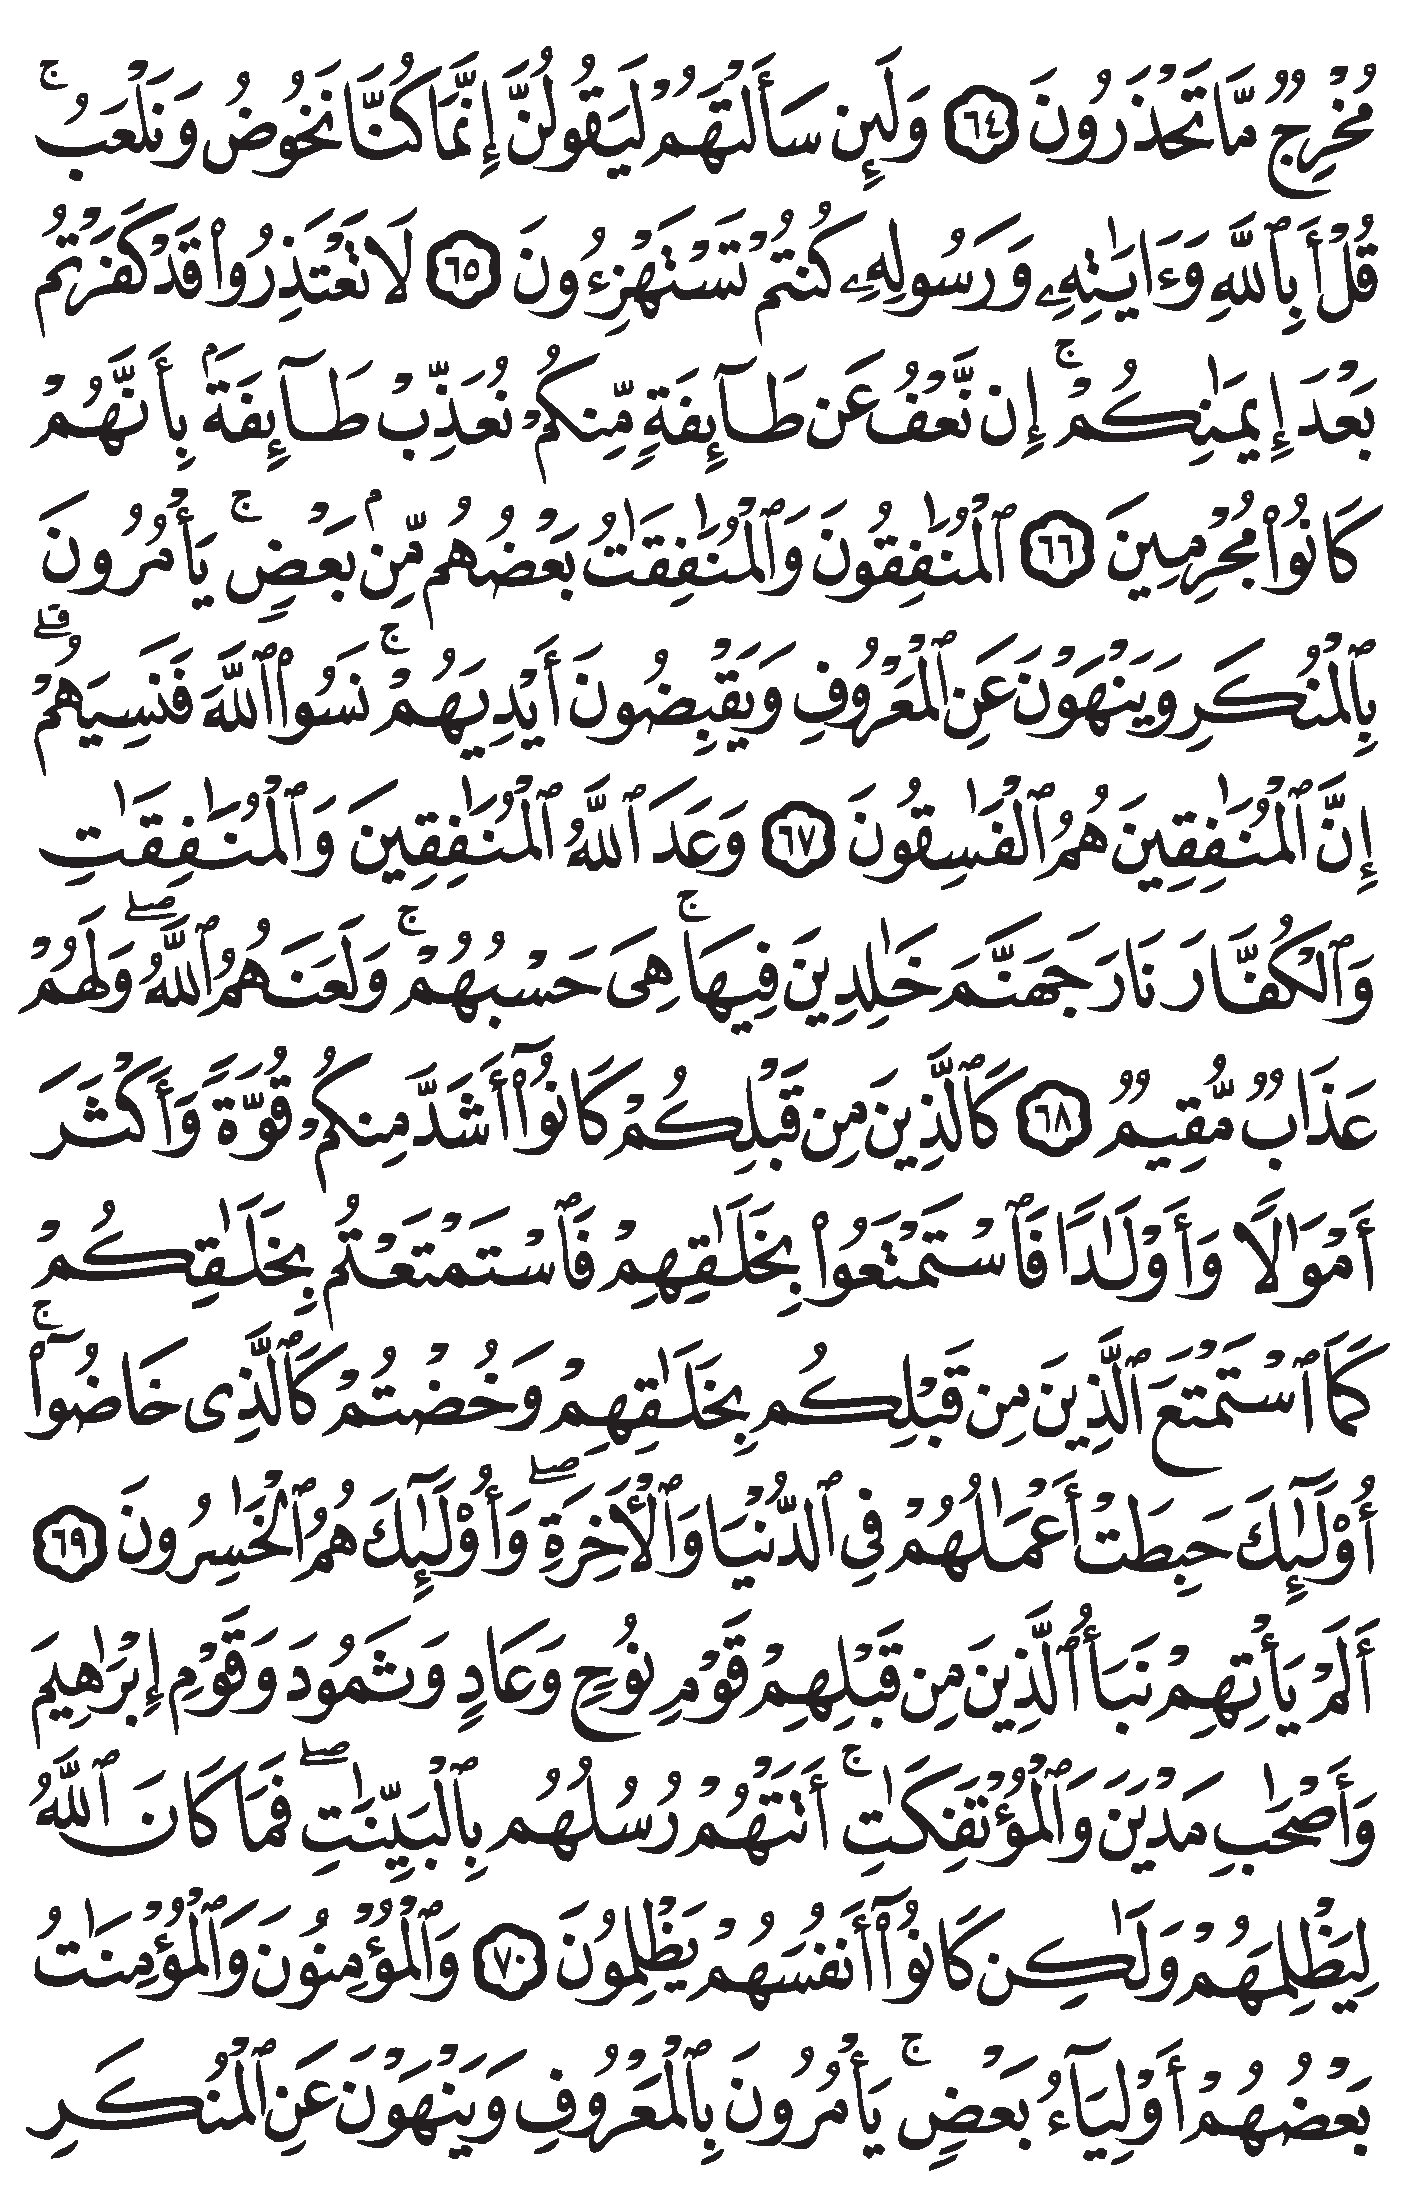 مُخْرِجٌ مَّا تَحْذَرُونَ ٦٤ وَلَئِن سَأَلْتَهُمْ لَيَقُولُنَّ إِنَّمَا كُنَّا نَخُوضُ وَنَلْعَبُ ۚ
قُلْ أَبِٱللَّهِ وَءَايَـٰتِهِۦ وَرَسُولِهِۦ كُنتُمْ تَسْتَهْزِءُونَ ٦٥ لَا تَعْتَذِرُوا۟ قَدْ كَفَرْتُم
بَعْدَ إِيمَـٰنِكُمْ ۚ إِن نَّعْفُ عَن طَآئِفَةٍ مِّنكُمْ نُعَذِّبْ طَآئِفَةَۢ بِأَنَّهُمْ
كَانُوا۟ مُجْرِمِينَ ٦٦ ٱلْمُنَـٰفِقُونَ وَٱلْمُنَـٰفِقَـٰتُ بَعْضُهُم مِّنۢ بَعْضٍ ۚ يَأْمُرُونَ
بِٱلْمُنكَرِ وَيَنْهَوْنَ عَنِ ٱلْمَعْرُوفِ وَيَقْبِضُونَ أَيْدِيَهُمْ ۚ نَسُوا۟ ٱللَّهَ فَنَسِيَهُمْ ۗ
إِنَّ ٱلْمُنَـٰفِقِينَ هُمُ ٱلْفَـٰسِقُونَ ٦٧ وَعَدَ ٱللَّهُ ٱلْمُنَـٰفِقِينَ وَٱلْمُنَـٰفِقَـٰتِ
وَٱلْكُفَّارَ نَارَ جَهَنَّمَ خَـٰلِدِينَ فِيهَا ۚ هِىَ حَسْبُهُمْ ۚ وَلَعَنَهُمُ ٱللَّهُ ۖ وَلَهُمْ
عَذَابٌ مُّقِيمٌ ٦٨ كَٱلَّذِينَ مِن قَبْلِكُمْ كَانُوٓا۟ أَشَدَّ مِنكُمْ قُوَّةً وَأَكْثَرَ
أَمْوَٰلًا وَأَوْلَـٰدًا فَٱسْتَمْتَعُوا۟ بِخَلَـٰقِهِمْ فَٱسْتَمْتَعْتُم بِخَلَـٰقِكُمْ
كَمَا ٱسْتَمْتَعَ ٱلَّذِينَ مِن قَبْلِكُم بِخَلَـٰقِهِمْ وَخُضْتُمْ كَٱلَّذِى خَاضُوٓا۟ ۚ
أُو۟لَـٰٓئِكَ حَبِطَتْ أَعْمَـٰلُهُمْ فِى ٱلدُّنْيَا وَٱلْـَٔاخِرَةِ ۖ وَأُو۟لَـٰٓئِكَ هُمُ ٱلْخَـٰسِرُونَ ٦٩
أَلَمْ يَأْتِهِمْ نَبَأُ ٱلَّذِينَ مِن قَبْلِهِمْ قَوْمِ نُوحٍ وَعَادٍ وَثَمُودَ وَقَوْمِ إِبْرَٰهِيمَ
وَأَصْحَـٰبِ مَدْيَنَ وَٱلْمُؤْتَفِكَـٰتِ ۚ أَتَتْهُمْ رُسُلُهُم بِٱلْبَيِّنَـٰتِ ۖ فَمَا كَانَ ٱللَّهُ
لِيَظْلِمَهُمْ وَلَـٰكِن كَانُوٓا۟ أَنفُسَهُمْ يَظْلِمُونَ ٧٠ وَٱلْمُؤْمِنُونَ وَٱلْمُؤْمِنَـٰتُ
بَعْضُهُمْ أَوْلِيَآءُ بَعْضٍ ۚ يَأْمُرُونَ بِٱلْمَعْرُوفِ وَيَنْهَوْنَ عَنِ ٱلْمُنكَرِ